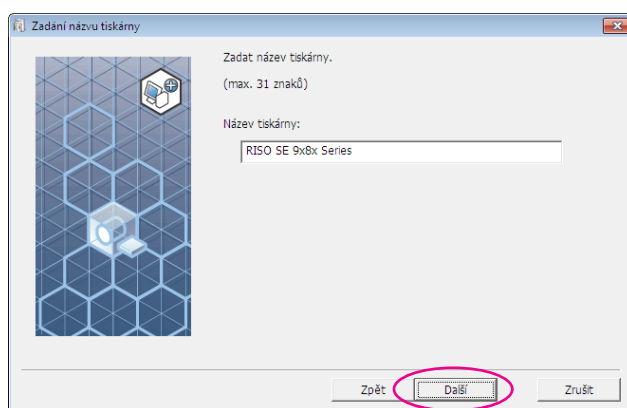 Zadání názvu tiskárny
Zadat název tiskárny.
(max. 31 znaků)
Název tiskárny:
RISO SE 9x8x Series
Zpět
Další
Zrušit